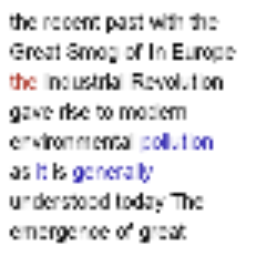 the recent past with the
Great Smog of In Europe
the Industrial Revolution
gave rise to modern
environmental pollution
as it is generally
understood today The
emergence of great